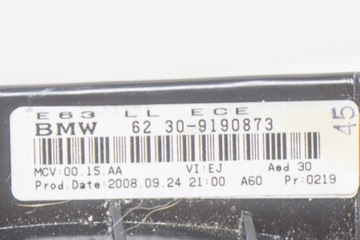 E63 LL ECE
BMW 62 30-9190873
MCV:00.15.AA VI:EJ Aed 30
Prod.Date:2008.09.24 21:00 A60 Pr:0219
45